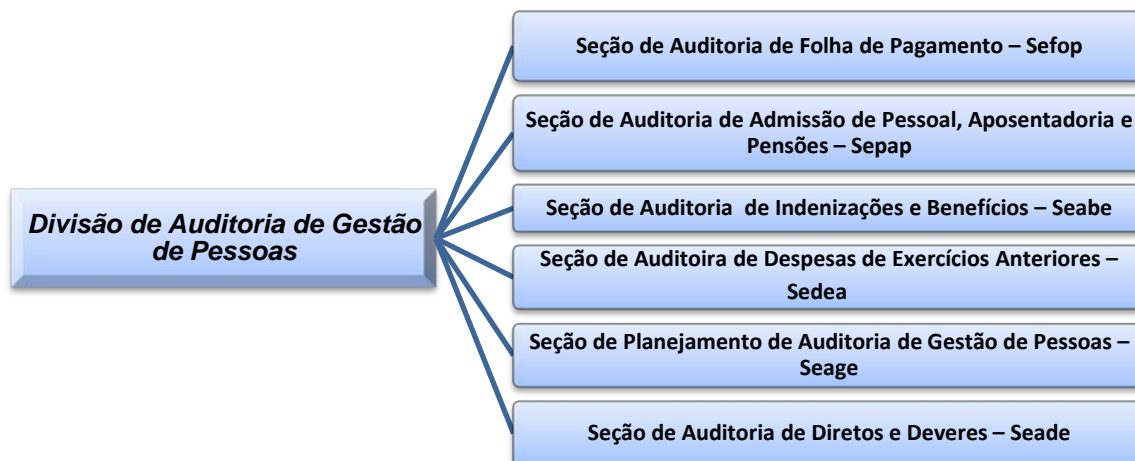 Divisão de Auditoria de Gestão
de Pessoas
Seção de Auditoria de Folha de Pagamento – Sefop
Seção de Auditoria de Admissão de Pessoal, Aposentadoria e
Pensões – Sepap
Seção de Auditoria de Indenizações e Benefícios – Seabe
Seção de Auditoira de Despesas de Exercícios Anteriores –
Sedea
Seção de Planejamento de Auditoria de Gestão de Pessoas –
Seage
Seção de Auditoria de Diretos e Deveres – Seade